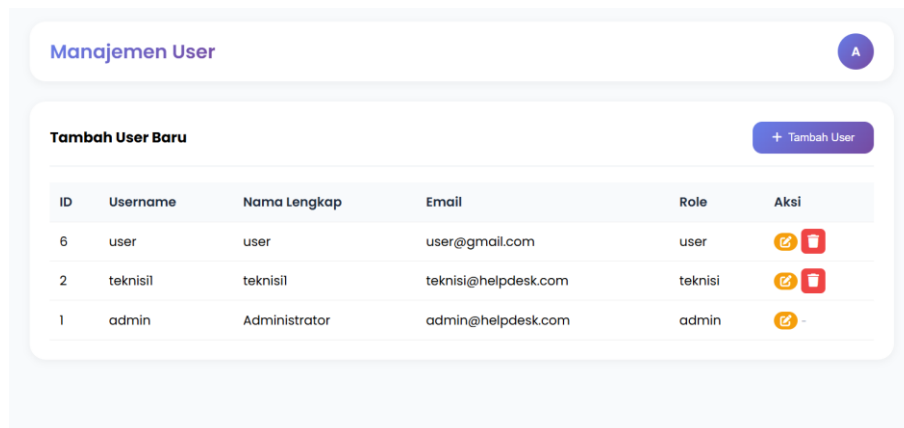 Manajemen User
A
Tambah User Baru
+ Tambah User
ID Username Nama Lengkap Email Role Aksi
6 user user user@gmail.com user
2 teknisi1 teknisi1 teknisi@helpdesk.com teknisi
1 admin Administrator admin@helpdesk.com admin -